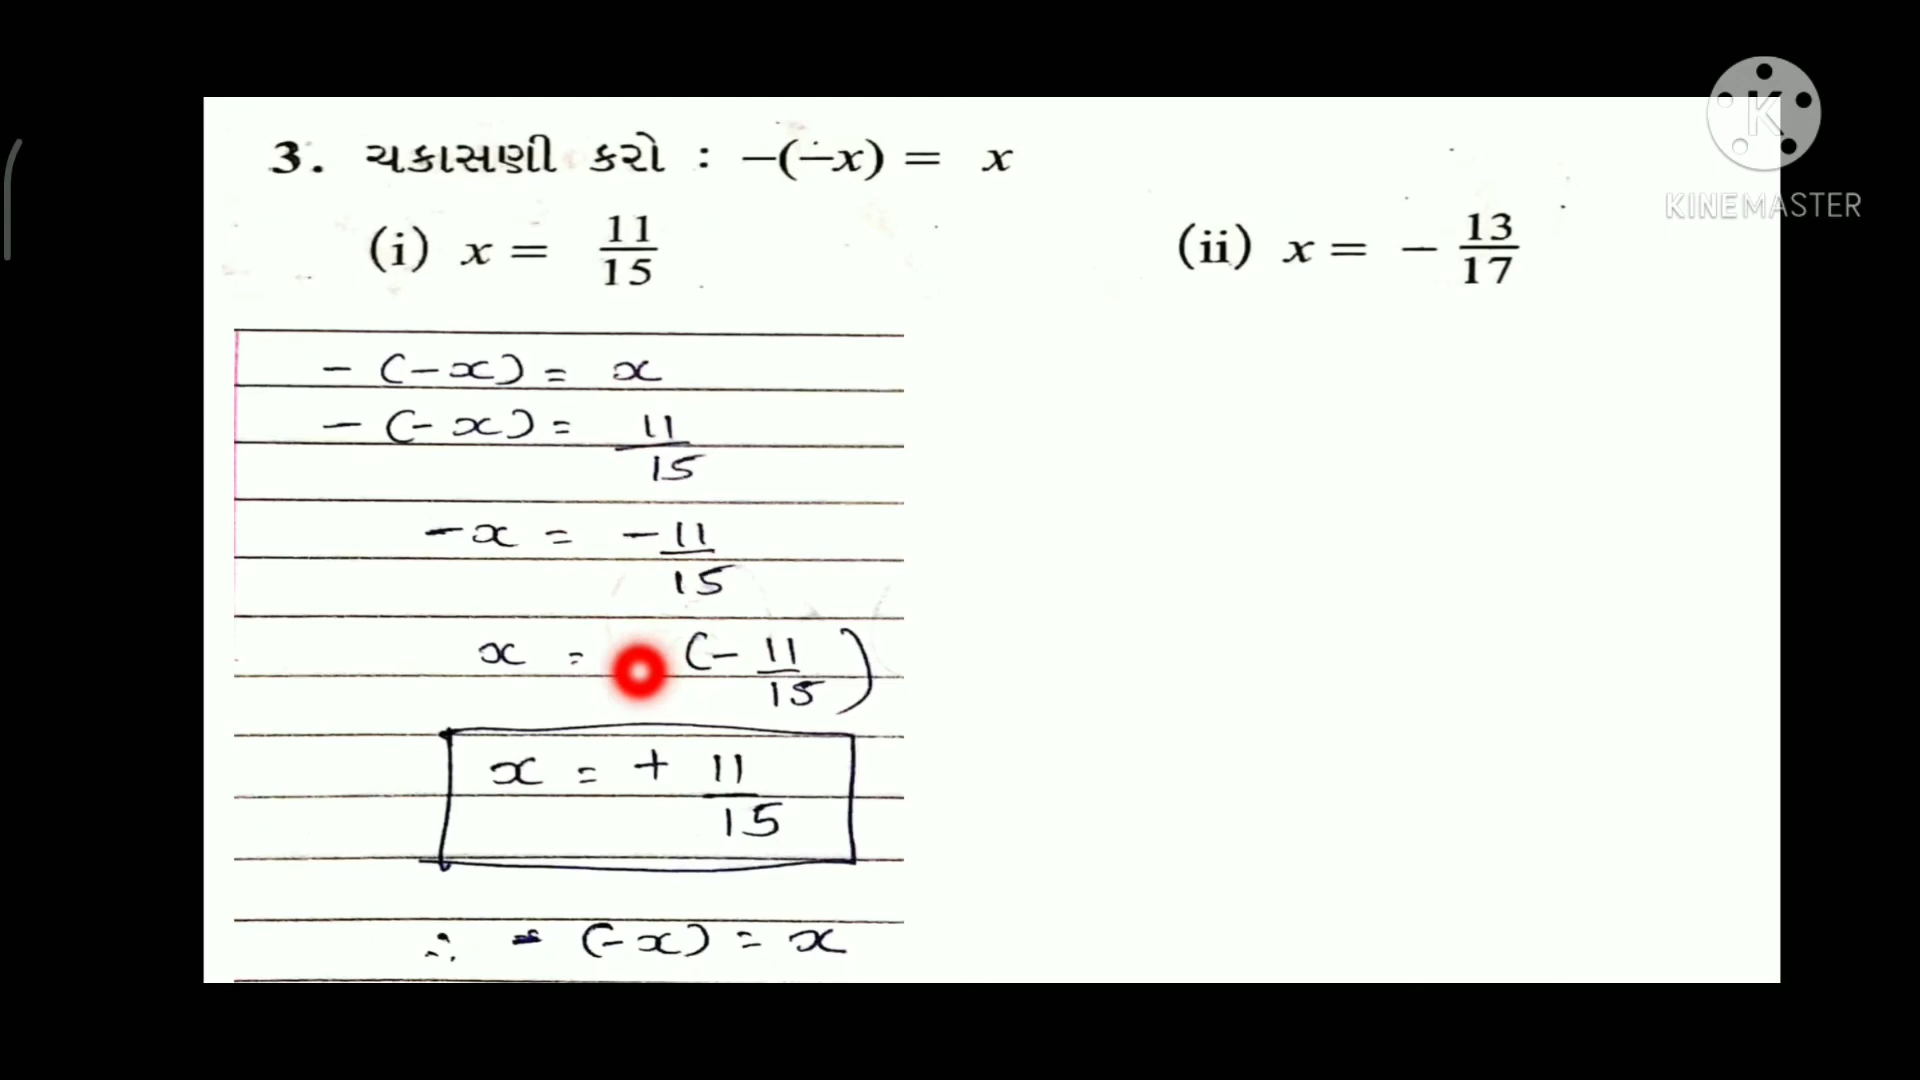 3. ચકાસણી કરો : –(–x) = x
(i) x = 11/15
(ii) x = – 13/17
K
KINEMASTER
– (–x) = x
– (–x) = 11/15
–x = –11/15
x = (– 11/15)
x = + 11/15
∴ – (–x) = x